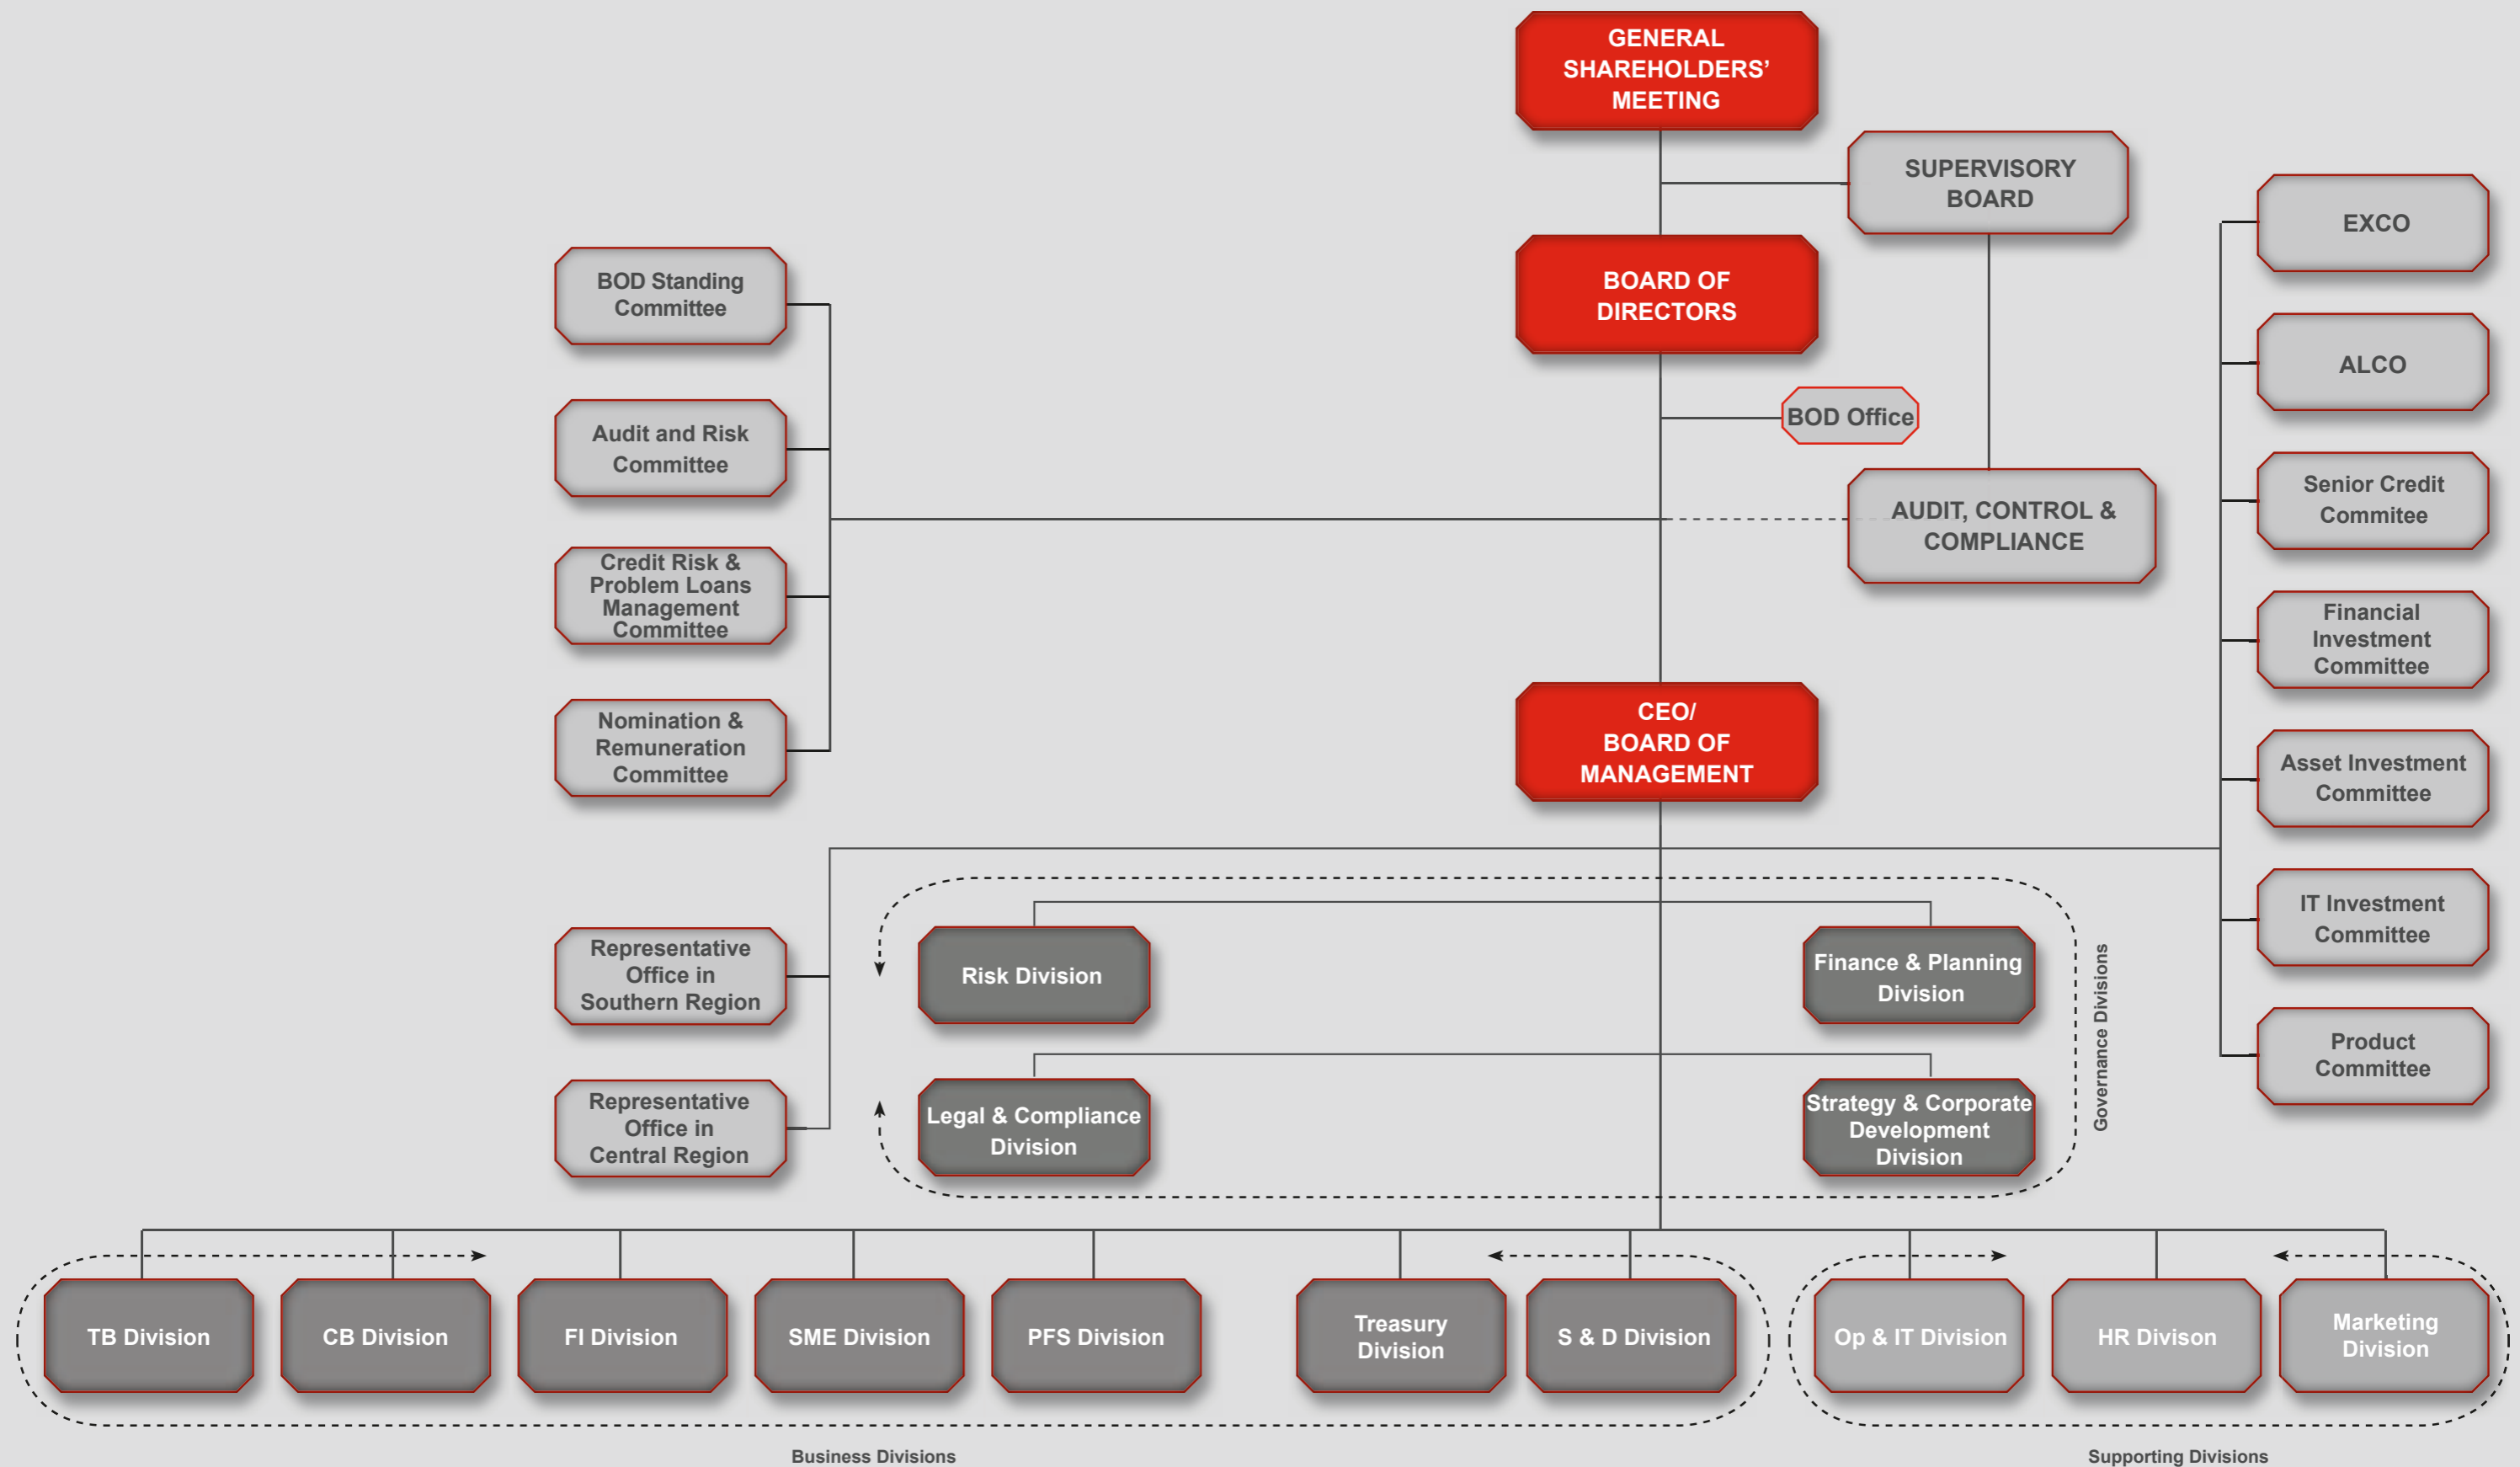 GENERAL
SHAREHOLDERS’
MEETING
SUPERVISORY
BOARD
BOARD OF
DIRECTORS
BOD Office
AUDIT, CONTROL &
COMPLIANCE
BOD Standing
Committee
Audit and Risk
Committee
Credit Risk &
Problem Loans
Management
Committee
Nomination &
Remuneration
Committee
CEO/
BOARD OF
MANAGEMENT
EXCO
ALCO
Senior Credit
Commitee
Financial
Investment
Committee
Asset Investment
Committee
IT Investment
Committee
Product
Committee
Representative
Office in
Southern Region
Representative
Office in
Central Region
Risk Division
Finance & Planning
Division
Legal & Compliance
Division
Strategy & Corporate
Development
Division
Governance Divisions
TB Division
CB Division
FI Division
SME Division
PFS Division
Treasury
Division
S & D Division
Op & IT Division
HR Divison
Marketing
Division
Business Divisions
Supporting Divisions